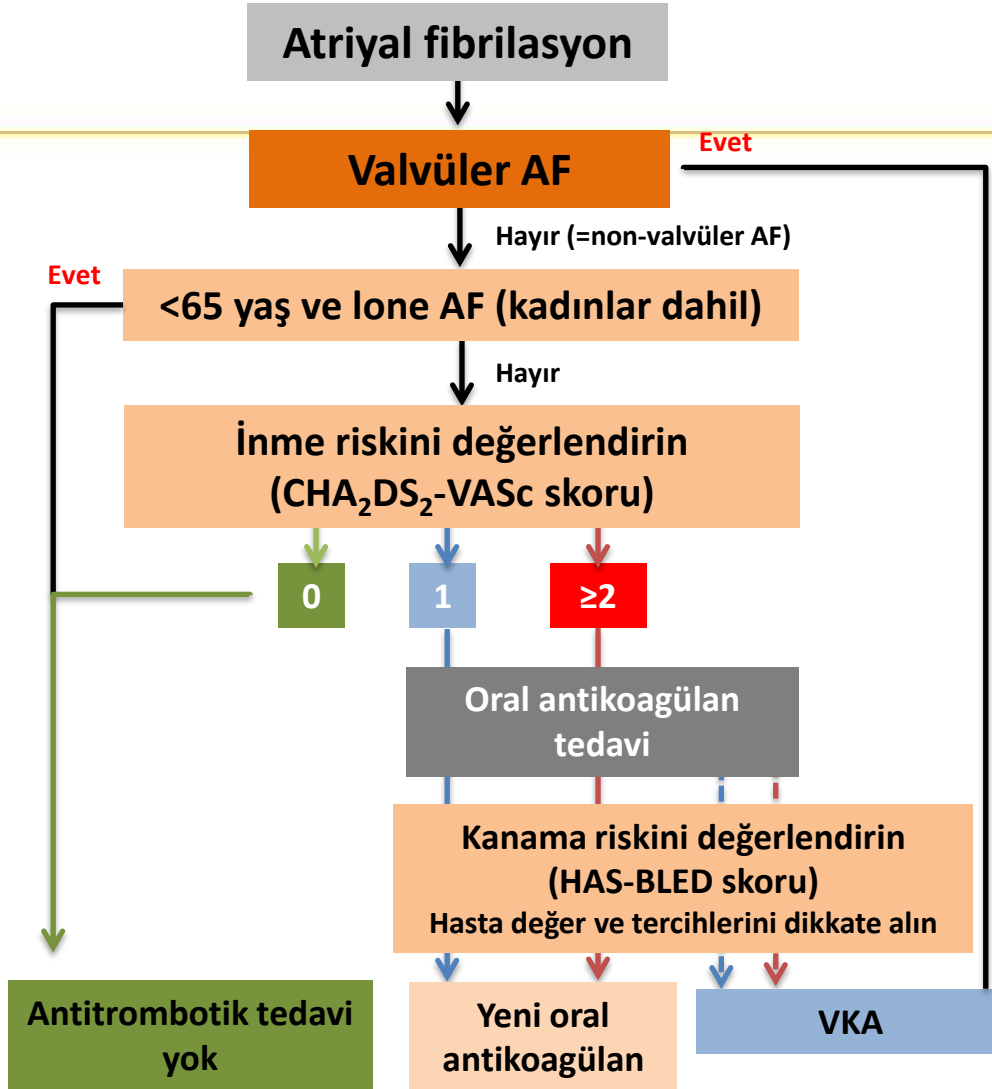 Atriyal fibrilasyon
Evet
Valvüler AF
Hayır (=non-valvüler AF)
Evet
<65 yaş ve lone AF (kadınlar dahil)
Hayır
İnme riskini değerlendirin
(CHA₂DS₂-VASc skoru)
0
1
≥2
Oral antikoagülan
tedavi
Kanama riskini değerlendirin
(HAS-BLED skoru)
Hasta değer ve tercihlerini dikkate alın
Antitrombotik tedavi
yok
Yeni oral
antikoagülan
VKA